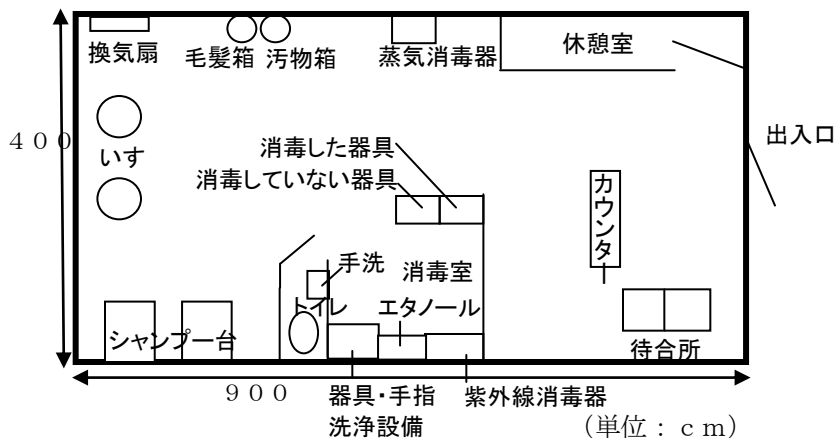 換気扇
毛髪箱
汚物箱
蒸気消毒器
休憩室
出入口
４００
いす
消毒した器具
消毒していない器具
カウンタ
ー
手洗
消毒室
トイレ
エタノール
シャンプー台
待合所
９００
器具・手指
洗浄設備
紫外線消毒器
（単位：ｃｍ）